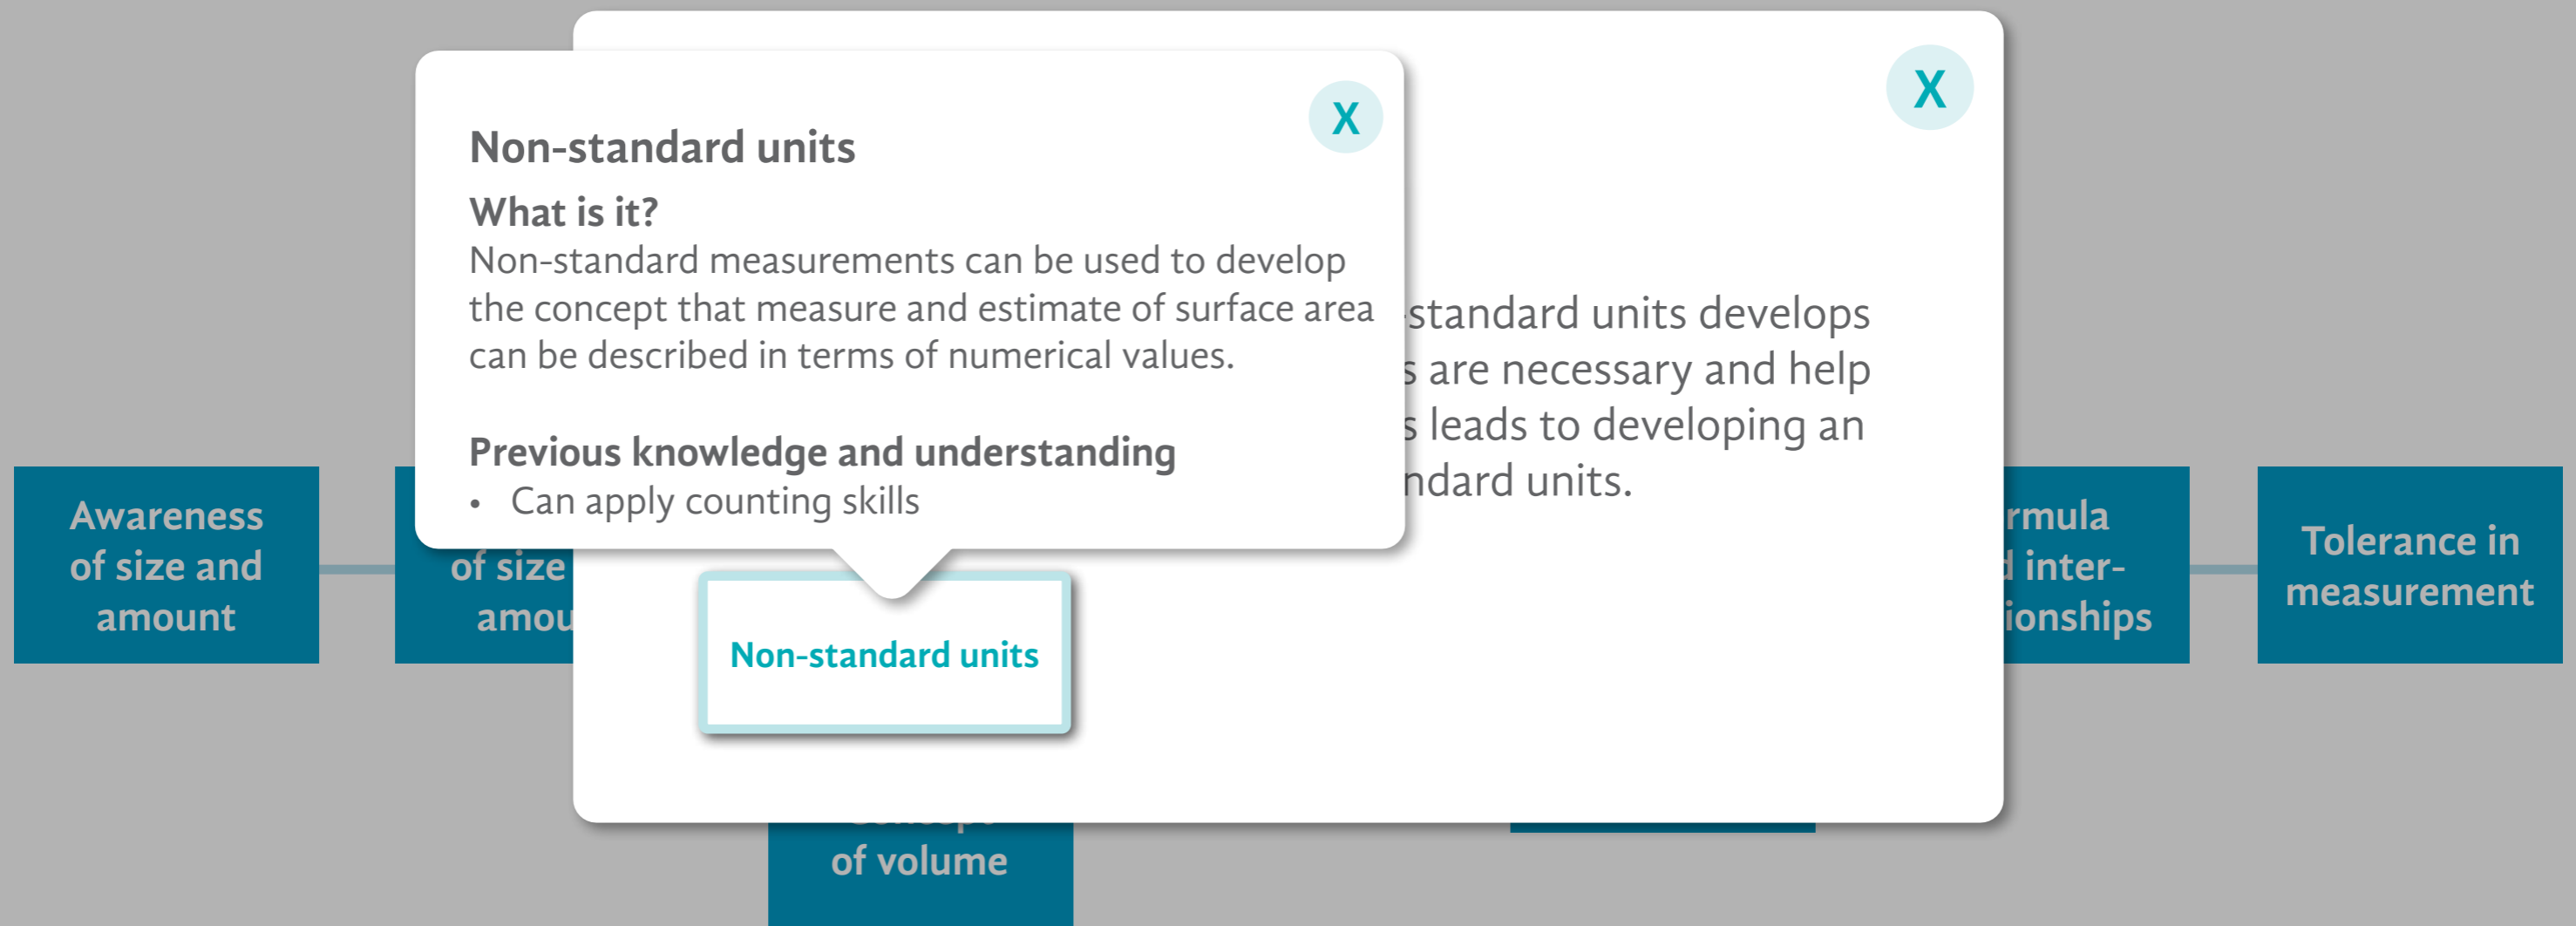 X
X
Non-standard units
What is it?
Non-standard measurements can be used to develop
the concept that measure and estimate of surface area
can be described in terms of numerical values.
Previous knowledge and understanding
• Can apply counting skills
standard units develops
are necessary and help
leads to developing an
units.
Awareness
of size and
amount
of size
inter-
Tolerance in
measurement
Non-standard units
of volume